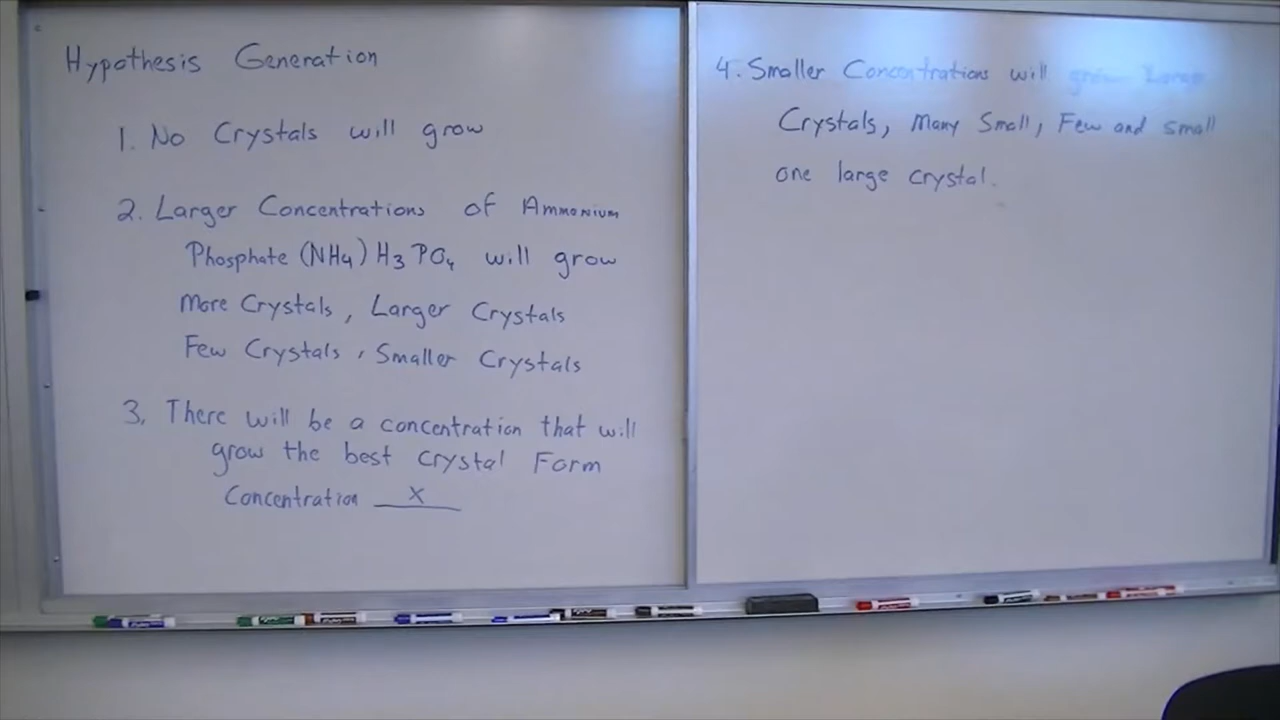 Hypothesis Generation
1. No Crystals will grow
2. Larger Concentrations of Ammonium
Phosphate (NH4) H3 PO4 will grow
More Crystals, Larger Crystals
Few Crystals, Smaller Crystals
3. There will be a concentration that will
grow the best crystal Form
Concentration x
4. Smaller Concentrations will grow Large
Crystals, Many Small, Few and small
one large crystal.